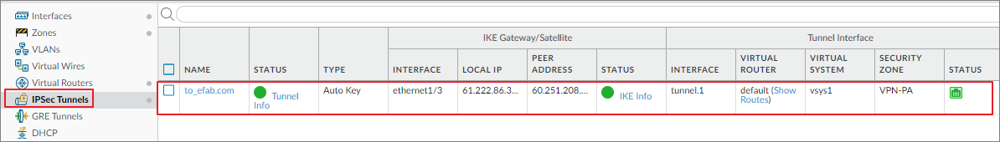 Interfaces
Zones
VLANs
Virtual Wires
Virtual Routers
IPSec Tunnels
GRE Tunnels
DHCP
IKE Gateway/Satellite
Tunnel Interface
NAME
STATUS
TYPE
INTERFACE
LOCAL IP
PEER
ADDRESS
STATUS
INTERFACE
VIRTUAL
ROUTER
VIRTUAL
SYSTEM
SECURITY
ZONE
STATUS
to_efab.com
Tunnel
Info
Auto Key
ethernet1/3
61.222.86.3...
60.251.208....
IKE Info
tunnel.1
default (Show
Routes)
vsys1
VPN-PA